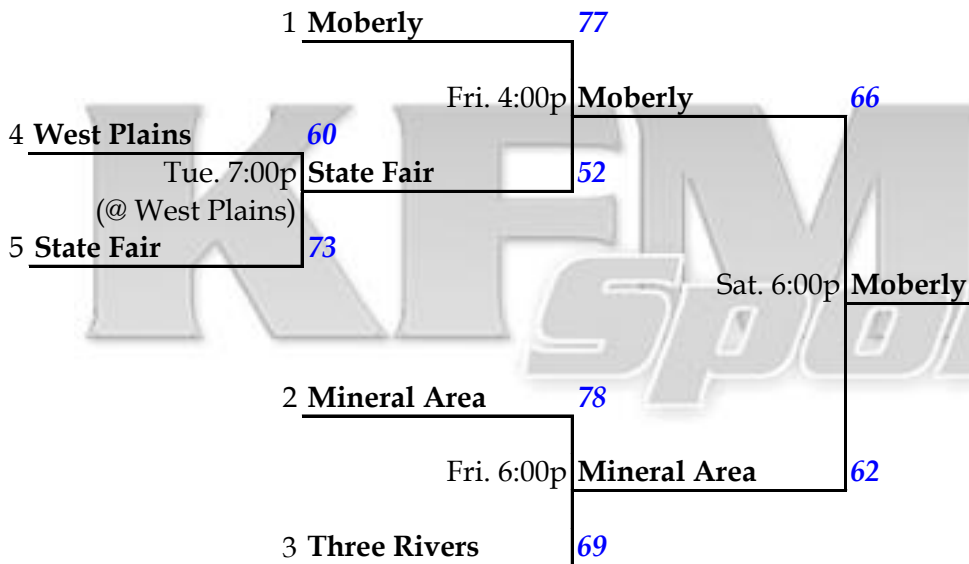 1 Moberly 77
Fri. 4:00p Moberly 66
4 West Plains 60
Tue. 7:00p State Fair 52
(@ West Plains)
5 State Fair 73
Sat. 6:00p Moberly
2 Mineral Area 78
Fri. 6:00p Mineral Area 62
3 Three Rivers 69
KFM
Spo